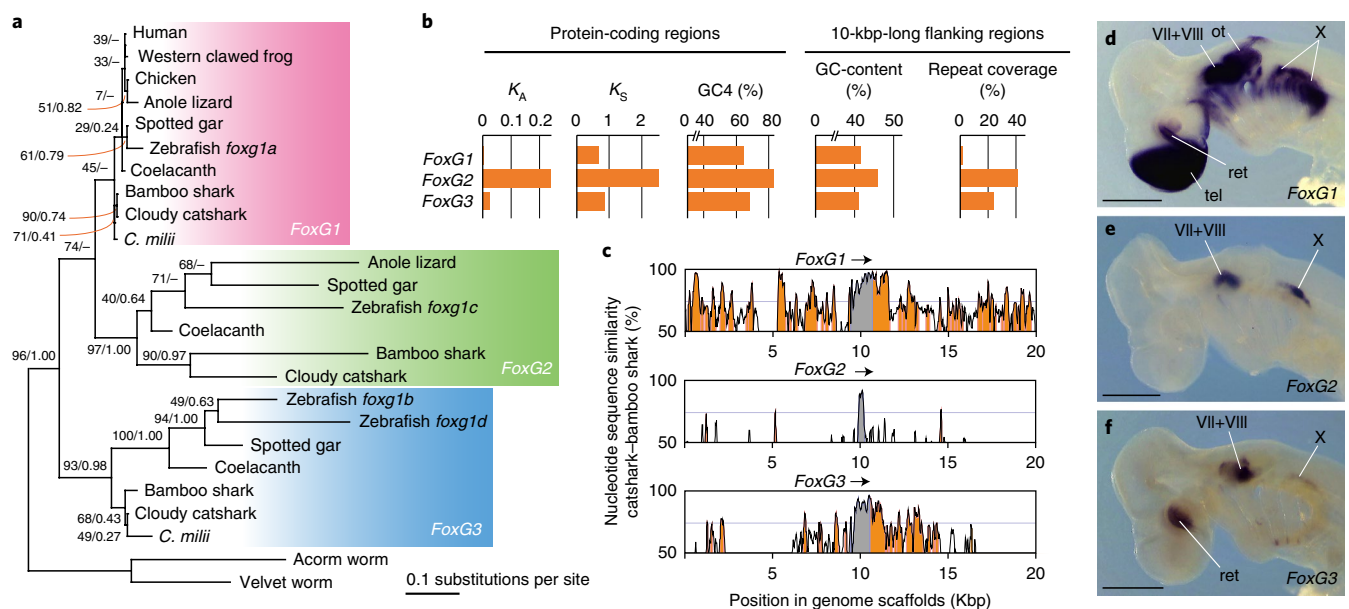 a
Human
39/–
Western clawed frog
33/–
Chicken
7/–
Anole lizard
51/0.82
Spotted gar
29/0.24
Zebrafish foxg1a
61/0.79
Coelacanth
45/–
Bamboo shark
90/0.74
Cloudy catshark
71/0.41
C. milii
FoxG1
74/–
Anole lizard
68/–
71/–
Spotted gar
40/0.64
Zebrafish foxg1c
Coelacanth
97/1.00
90/0.97
Bamboo shark
Cloudy catshark
FoxG2
96/1.00
49/0.63
Zebrafish foxg1b
94/1.00
Zebrafish foxg1d
100/1.00
Spotted gar
Coelacanth
93/0.98
Bamboo shark
68/0.43
Cloudy catshark
49/0.27
C. milii
FoxG3
Acorm worm
Velvet worm
0.1 substitutions per site
b
Protein-coding regions
10-kbp-long flanking regions
KA
KS
GC4 (%)
GC-content (%)
Repeat coverage (%)
0 0.1 0.2
0 1 2
40 60 80
40 50
0 20 40
FoxG1
FoxG2
FoxG3
c
Nucleotide sequence similarity
catshark–bamboo shark (%)
FoxG1
100
50
0 5 10 15 20
FoxG2
100
50
0 5 10 15 20
FoxG3
100
50
0 5 10 15 20
Position in genome scaffolds (Kbp)
d
VII+VIII
ot
X
ret
tel
FoxG1
e
VII+VIII
X
FoxG2
f
VII+VIII
X
ret
FoxG3